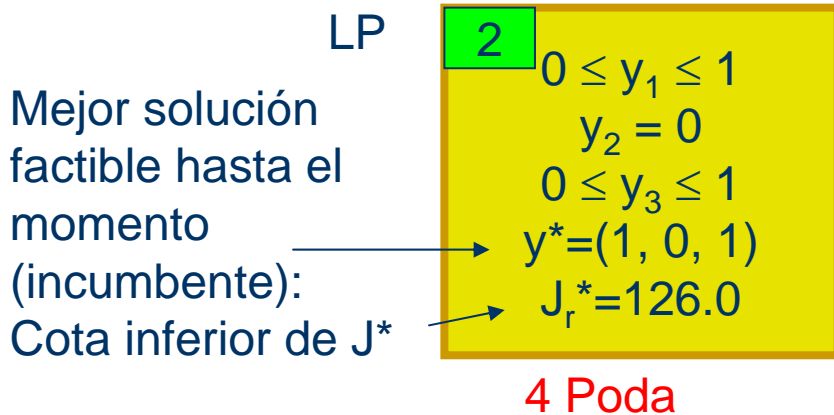 LP
Mejor solución
factible hasta el
momento
(incumbente):
Cota inferior de J*
2
0 ≤ y₁ ≤ 1
y₂ = 0
0 ≤ y₃ ≤ 1
y*=(1, 0, 1)
Jᵣ*=126.0
4 Poda